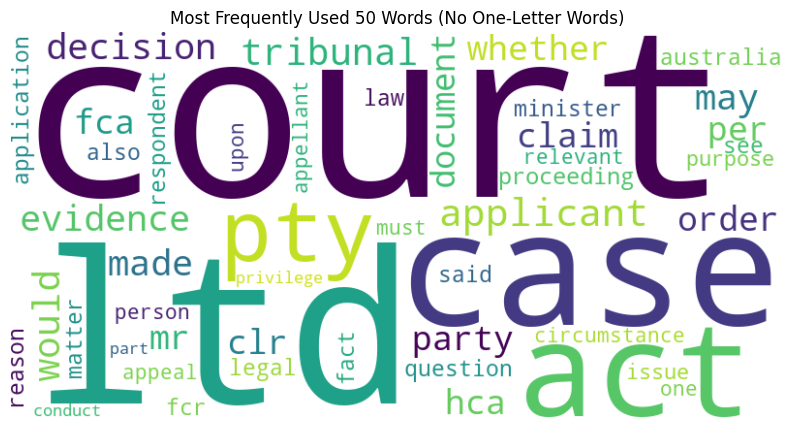 Most Frequently Used 50 Words (No One-Letter Words)
decision
tribunal
whether
australia
court
application
respondent
fca
also
upon
appellant
law
document
minister
claim
relevant
proceeding
may
per
see
purpose
evidence
pty
must
applicant
order
made
privilege
said
case
ltd
would
matter
person
mr
part
appeal
clr
legal
fact
party
question
circumstance
act
issue
one
reason
conduct
fcr
hca